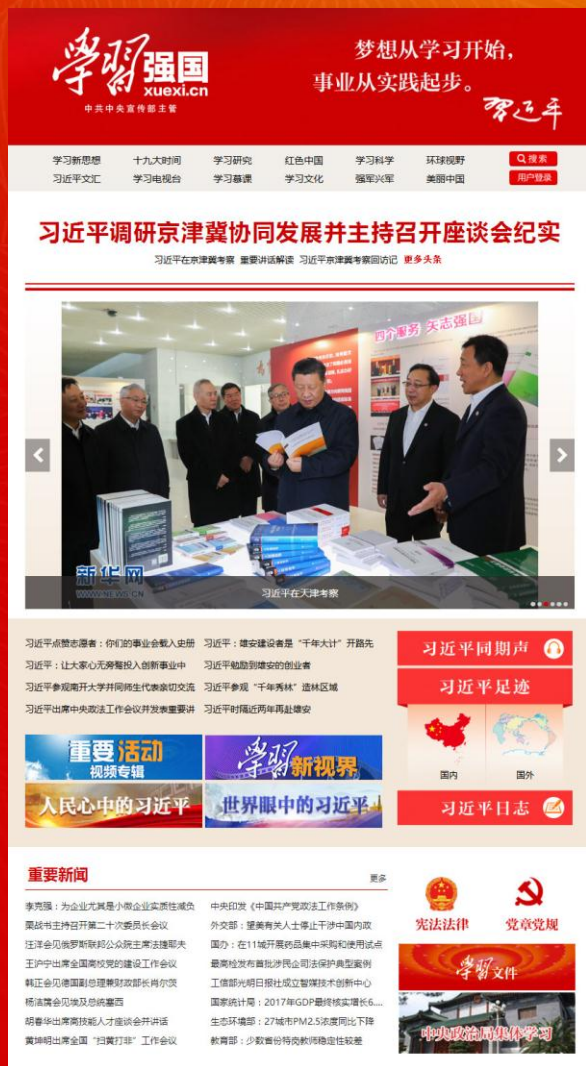 學習强国
xuexi.cn
中共中央宣传部主管
梦想从学习开始，
事业从实践起步。
习近平
学习新思想 十九大时间 学习研究 红色中国 学习科学 环球视野 搜索
习近平文汇 学习电视台 学习慕课 学习文化 强军兴军 美丽中国 用户登录
习近平调研京津冀协同发展并主持召开座谈会纪实
习近平在京津冀考察 重要讲话解读 习近平京津冀考察回访记 更多头条
四个服务 天志强国
新华网
WWW.NEWS.CN
习近平在天津考察
习近平点赞志愿者：你们的事业会载入史册 习近平：雄安建设者是“千年大计”开路先
习近平：让大家心无旁骛投入创新事业中 习近平勉励到雄安的创业者
习近平参观南开大学并同师生代表亲切交流 习近平参观“千年秀林”造林区域
习近平出席中央政法工作会议并发表重要讲 习近平时隔近两年再赴雄安
习近平同期声
习近平足迹
国内 国外
习近平日志
重要活动
视频专辑
學習新视界
人民心中的习近平
世界眼中的习近平
重要新闻 更多
李克强：为企业尤其是小微企业实质性减负 中央印发《中国共产党政法工作条例》
栗战书主持召开第二十次委员长会议 外交部：望美有关人士停止干涉中国内政
汪洋会见俄罗斯联邦公众院主席法捷耶夫 国办：在11城开展药品集中采购和使用试点
王沪宁出席全国高校党的建设工作会议 最高检发布首批涉民企司法保护典型案例
韩正会见德国副总理兼财政部长肖尔茨 工信部光明日报社成立智媒技术创新中心
杨洁篪会见埃及总统塞西 国家统计局：2017年GDP最终核实增长6....
胡春华出席高技能人才座谈会并讲话 生态环境部：27城市PM2.5浓度同比下降
黄坤明出席全国“扫黄打非”工作会议 教育部：少数省份特岗教师稳定性较差
宪法法律 党章党规
學習文件
中央政治局集体学习